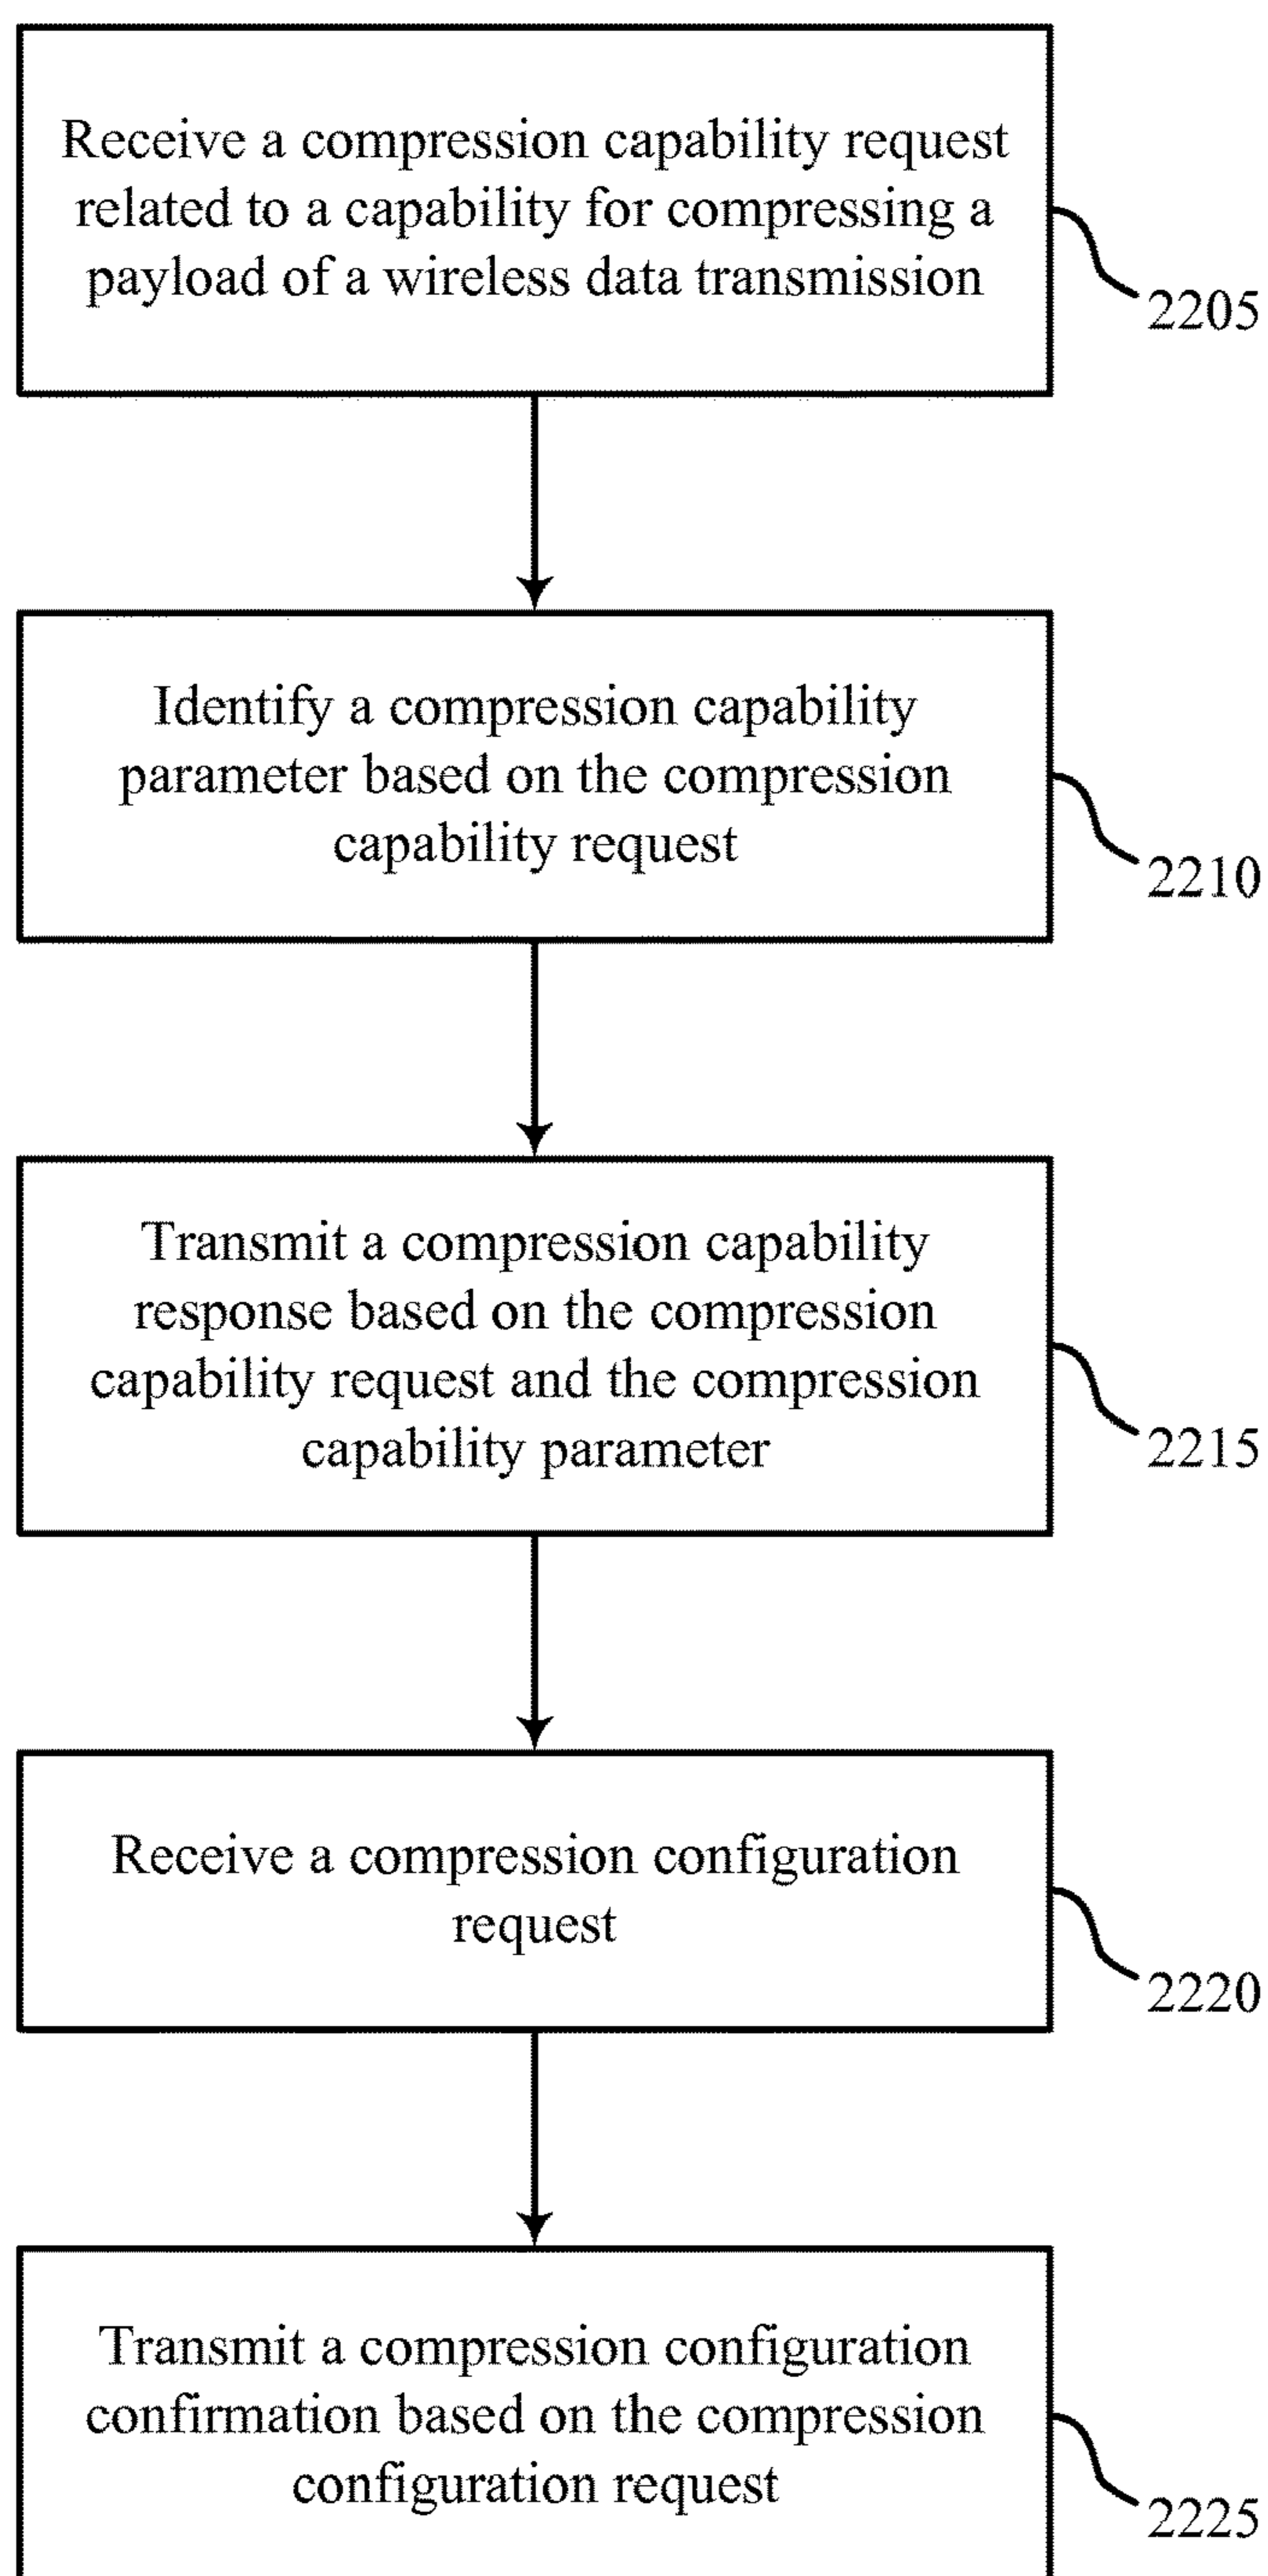 Receive a compression capability request
related to a capability for compressing a
payload of a wireless data transmission
2205
Identify a compression capability
parameter based on the compression
capability request
2210
Transmit a compression capability
response based on the compression
capability request and the compression
capability parameter
2215
Receive a compression configuration
request
2220
Transmit a compression configuration
confirmation based on the compression
configuration request
2225